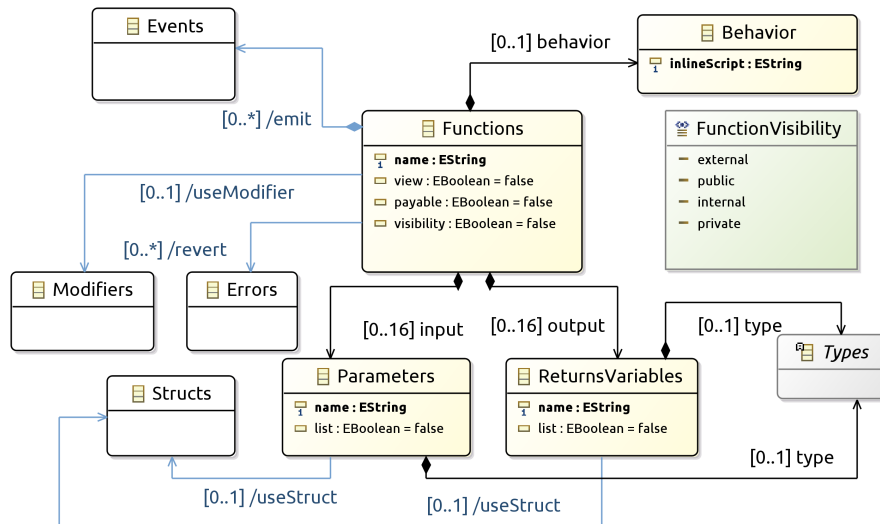 Events
[0..1] behavior
Behavior
inlineScript : EString
[0..*] /emit
Functions
name : EString
view : EBoolean = false
payable : EBoolean = false
visibility : EBoolean = false
FunctionVisibility
external
public
internal
private
[0..1] /useModifier
[0..*] /revert
Modifiers
Errors
[0..16] input
[0..16] output
[0..1] type
Types
Structs
Parameters
name : EString
list : EBoolean = false
ReturnsVariables
name : EString
list : EBoolean = false
[0..1] type
[0..1] /useStruct
[0..1] /useStruct